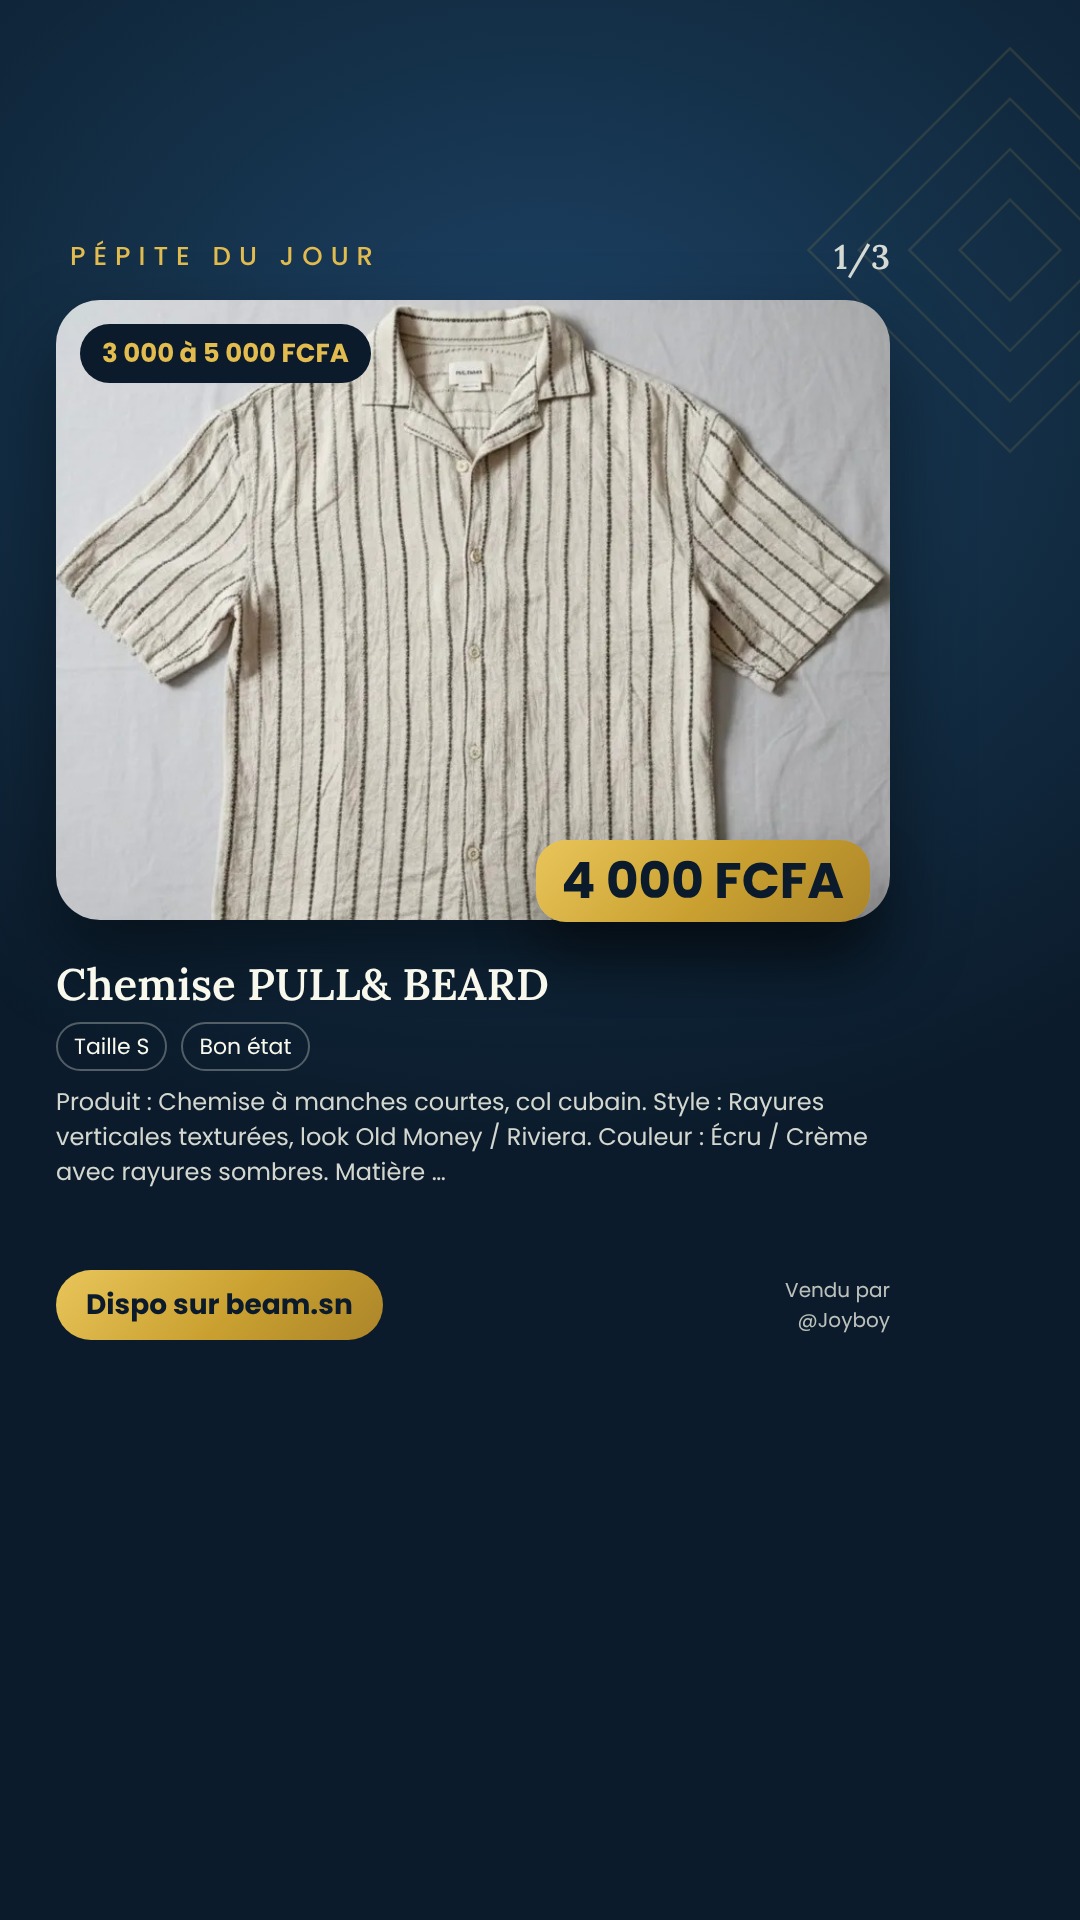 PÉPITE DU JOUR
1/3
3 000 à 5 000 FCFA
4 000 FCFA
Chemise PULL& BEARD
Taille S
Bon état
Produit : Chemise à manches courtes, col cubain. Style : Rayures
verticales texturées, look Old Money / Riviera. Couleur : Écru / Crème
avec rayures sombres. Matière ...
Dispo sur beam.sn
Vendu par
@Joyboy